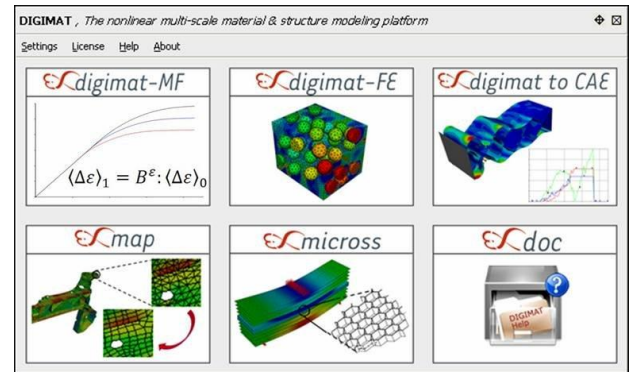 DIGIMAT , The nonlinear multi-scale material & structure modeling platform
Settings License Help About
digimat-MF
digimat-FE
digimat to CAE
⟨Δε⟩₁ = Bᵋ:⟨Δε⟩₀
map
micross
doc
?
DIGIMAT
Help